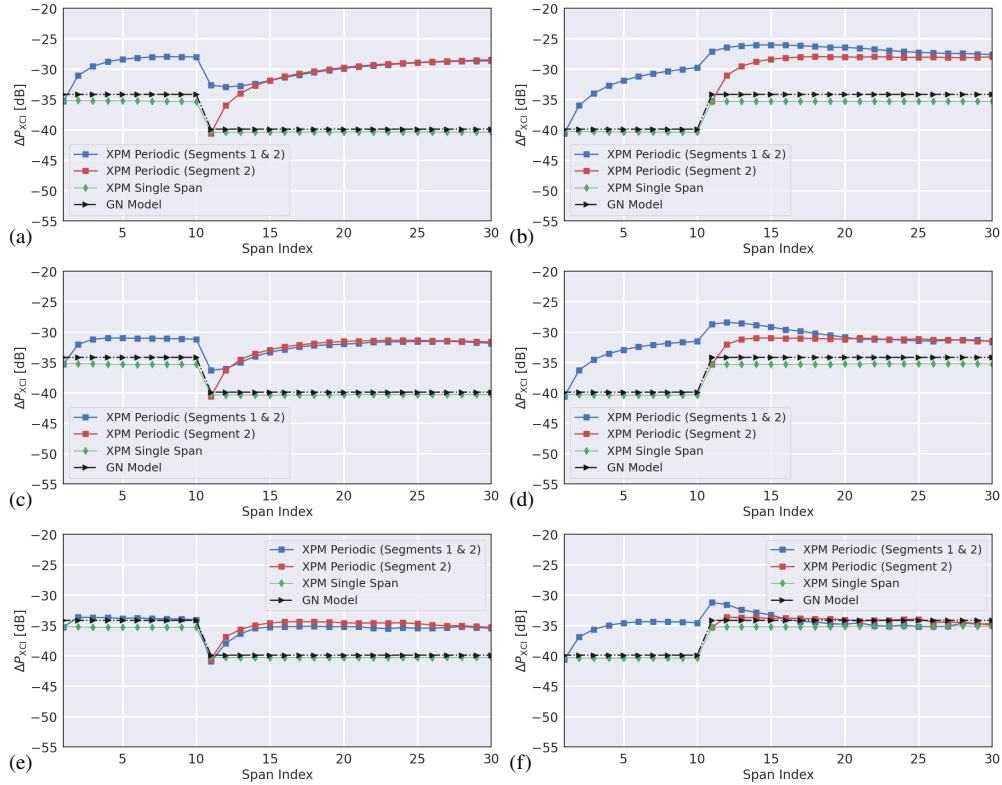 −20
−25
−30
−35
−40
−45
−50
−55
ΔP_XCI [dB]
XPM Periodic (Segments 1 & 2)
XPM Periodic (Segment 2)
XPM Single Span
GN Model
5 10 15 20 25 30
Span Index
(a)
−20
−25
−30
−35
−40
−45
−50
−55
ΔP_XCI [dB]
XPM Periodic (Segments 1 & 2)
XPM Periodic (Segment 2)
XPM Single Span
GN Model
5 10 15 20 25 30
Span Index
(b)
−20
−25
−30
−35
−40
−45
−50
−55
ΔP_XCI [dB]
XPM Periodic (Segments 1 & 2)
XPM Periodic (Segment 2)
XPM Single Span
GN Model
5 10 15 20 25 30
Span Index
(c)
−20
−25
−30
−35
−40
−45
−50
−55
ΔP_XCI [dB]
XPM Periodic (Segments 1 & 2)
XPM Periodic (Segment 2)
XPM Single Span
GN Model
5 10 15 20 25 30
Span Index
(d)
−20
−25
−30
−35
−40
−45
−50
−55
ΔP_XCI [dB]
XPM Periodic (Segments 1 & 2)
XPM Periodic (Segment 2)
XPM Single Span
GN Model
5 10 15 20 25 30
Span Index
(e)
−20
−25
−30
−35
−40
−45
−50
−55
ΔP_XCI [dB]
XPM Periodic (Segments 1 & 2)
XPM Periodic (Segment 2)
XPM Single Span
GN Model
5 10 15 20 25 30
Span Index
(f)